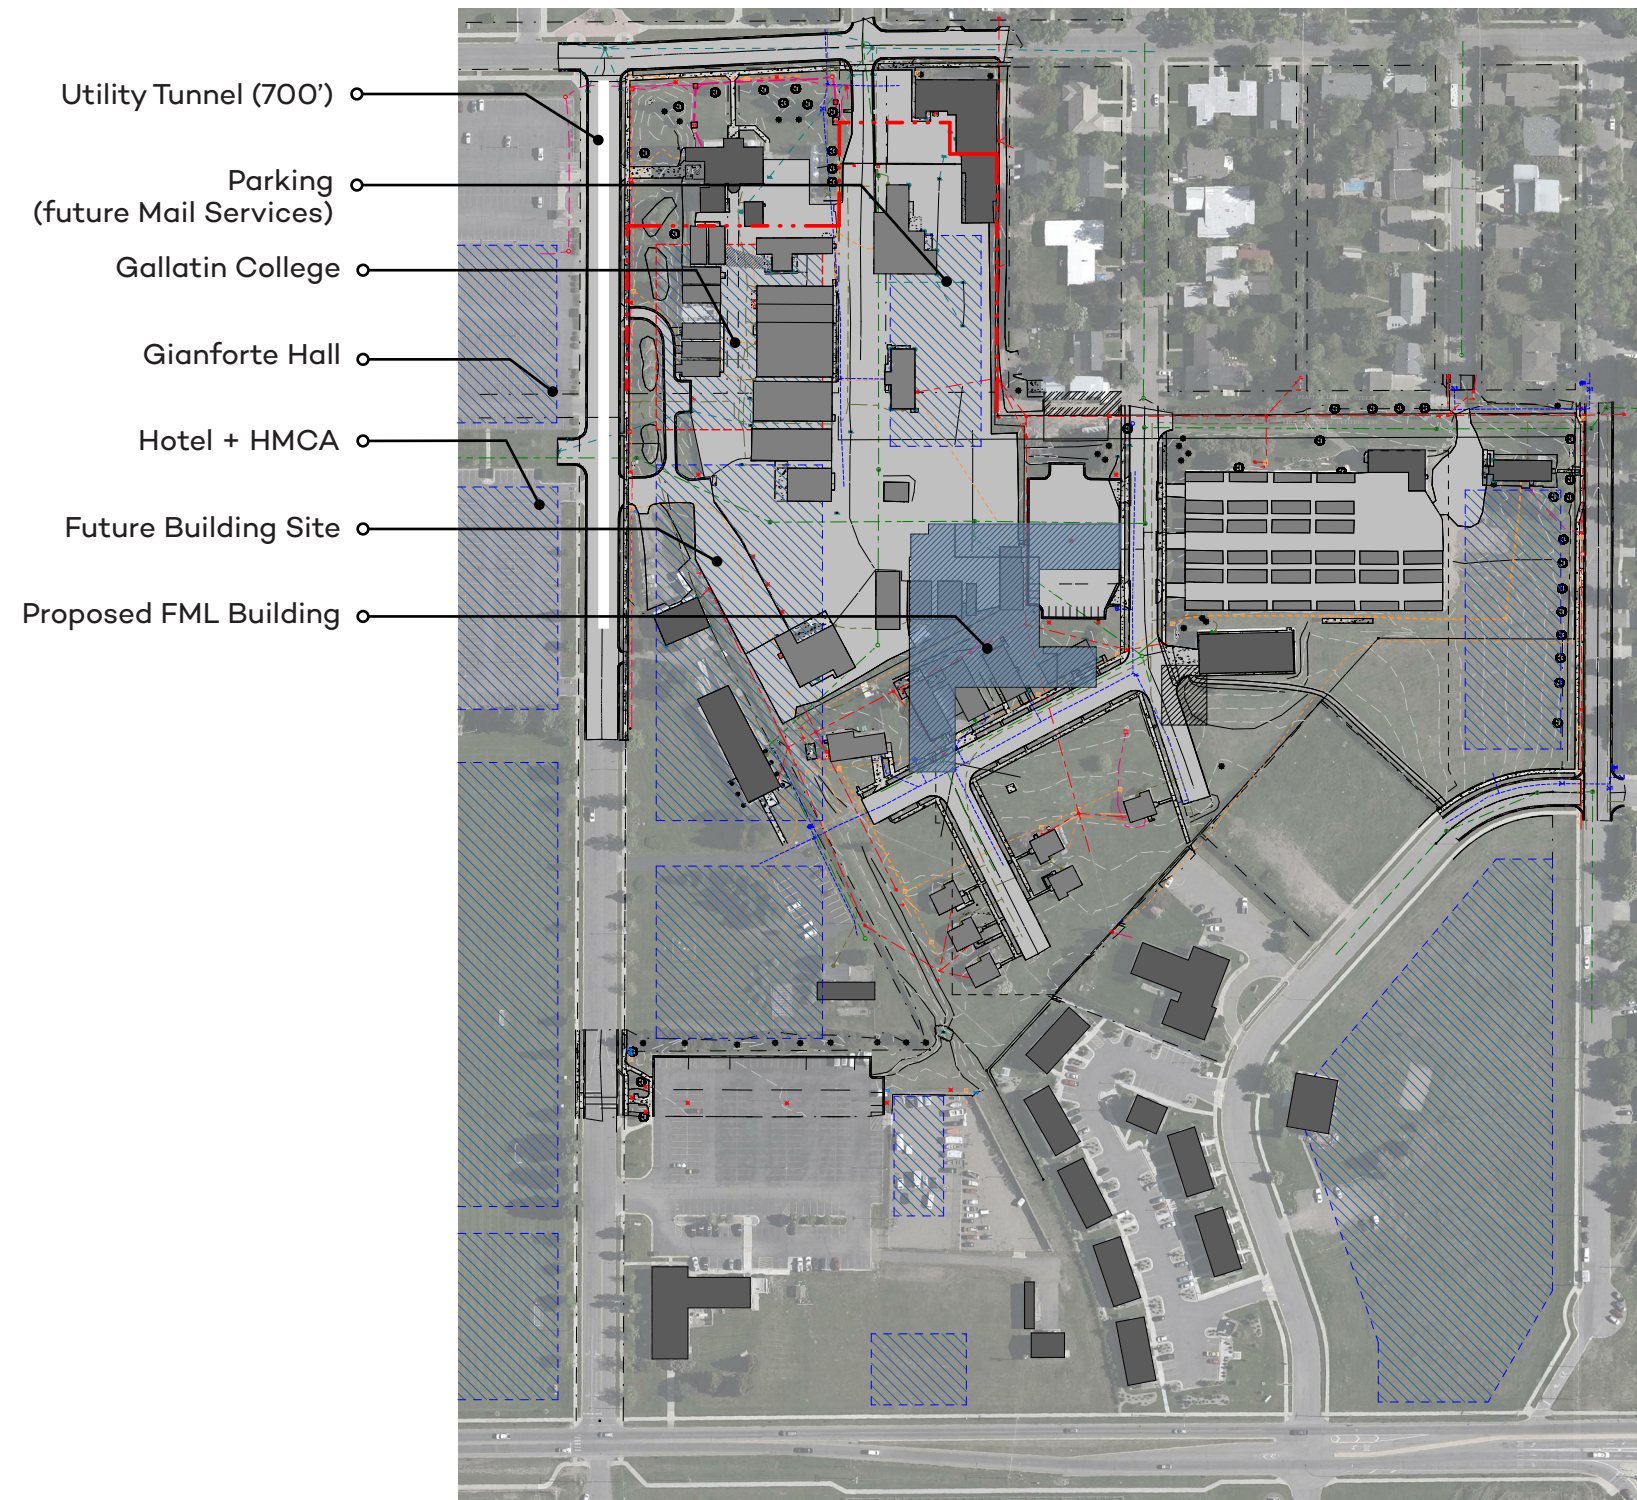 Utility Tunnel (700’)
Parking
(future Mail Services)
Gallatin College
Gianforte Hall
Hotel + HMCA
Future Building Site
Proposed FML Building